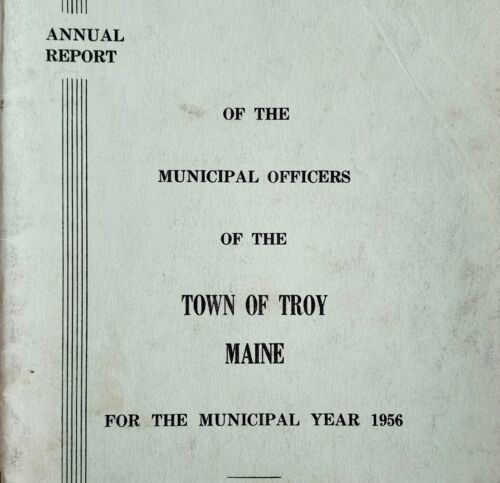 ANNUAL
REPORT
OF THE
MUNICIPAL OFFICERS
OF THE
TOWN OF TROY
MAINE
FOR THE MUNICIPAL YEAR 1956